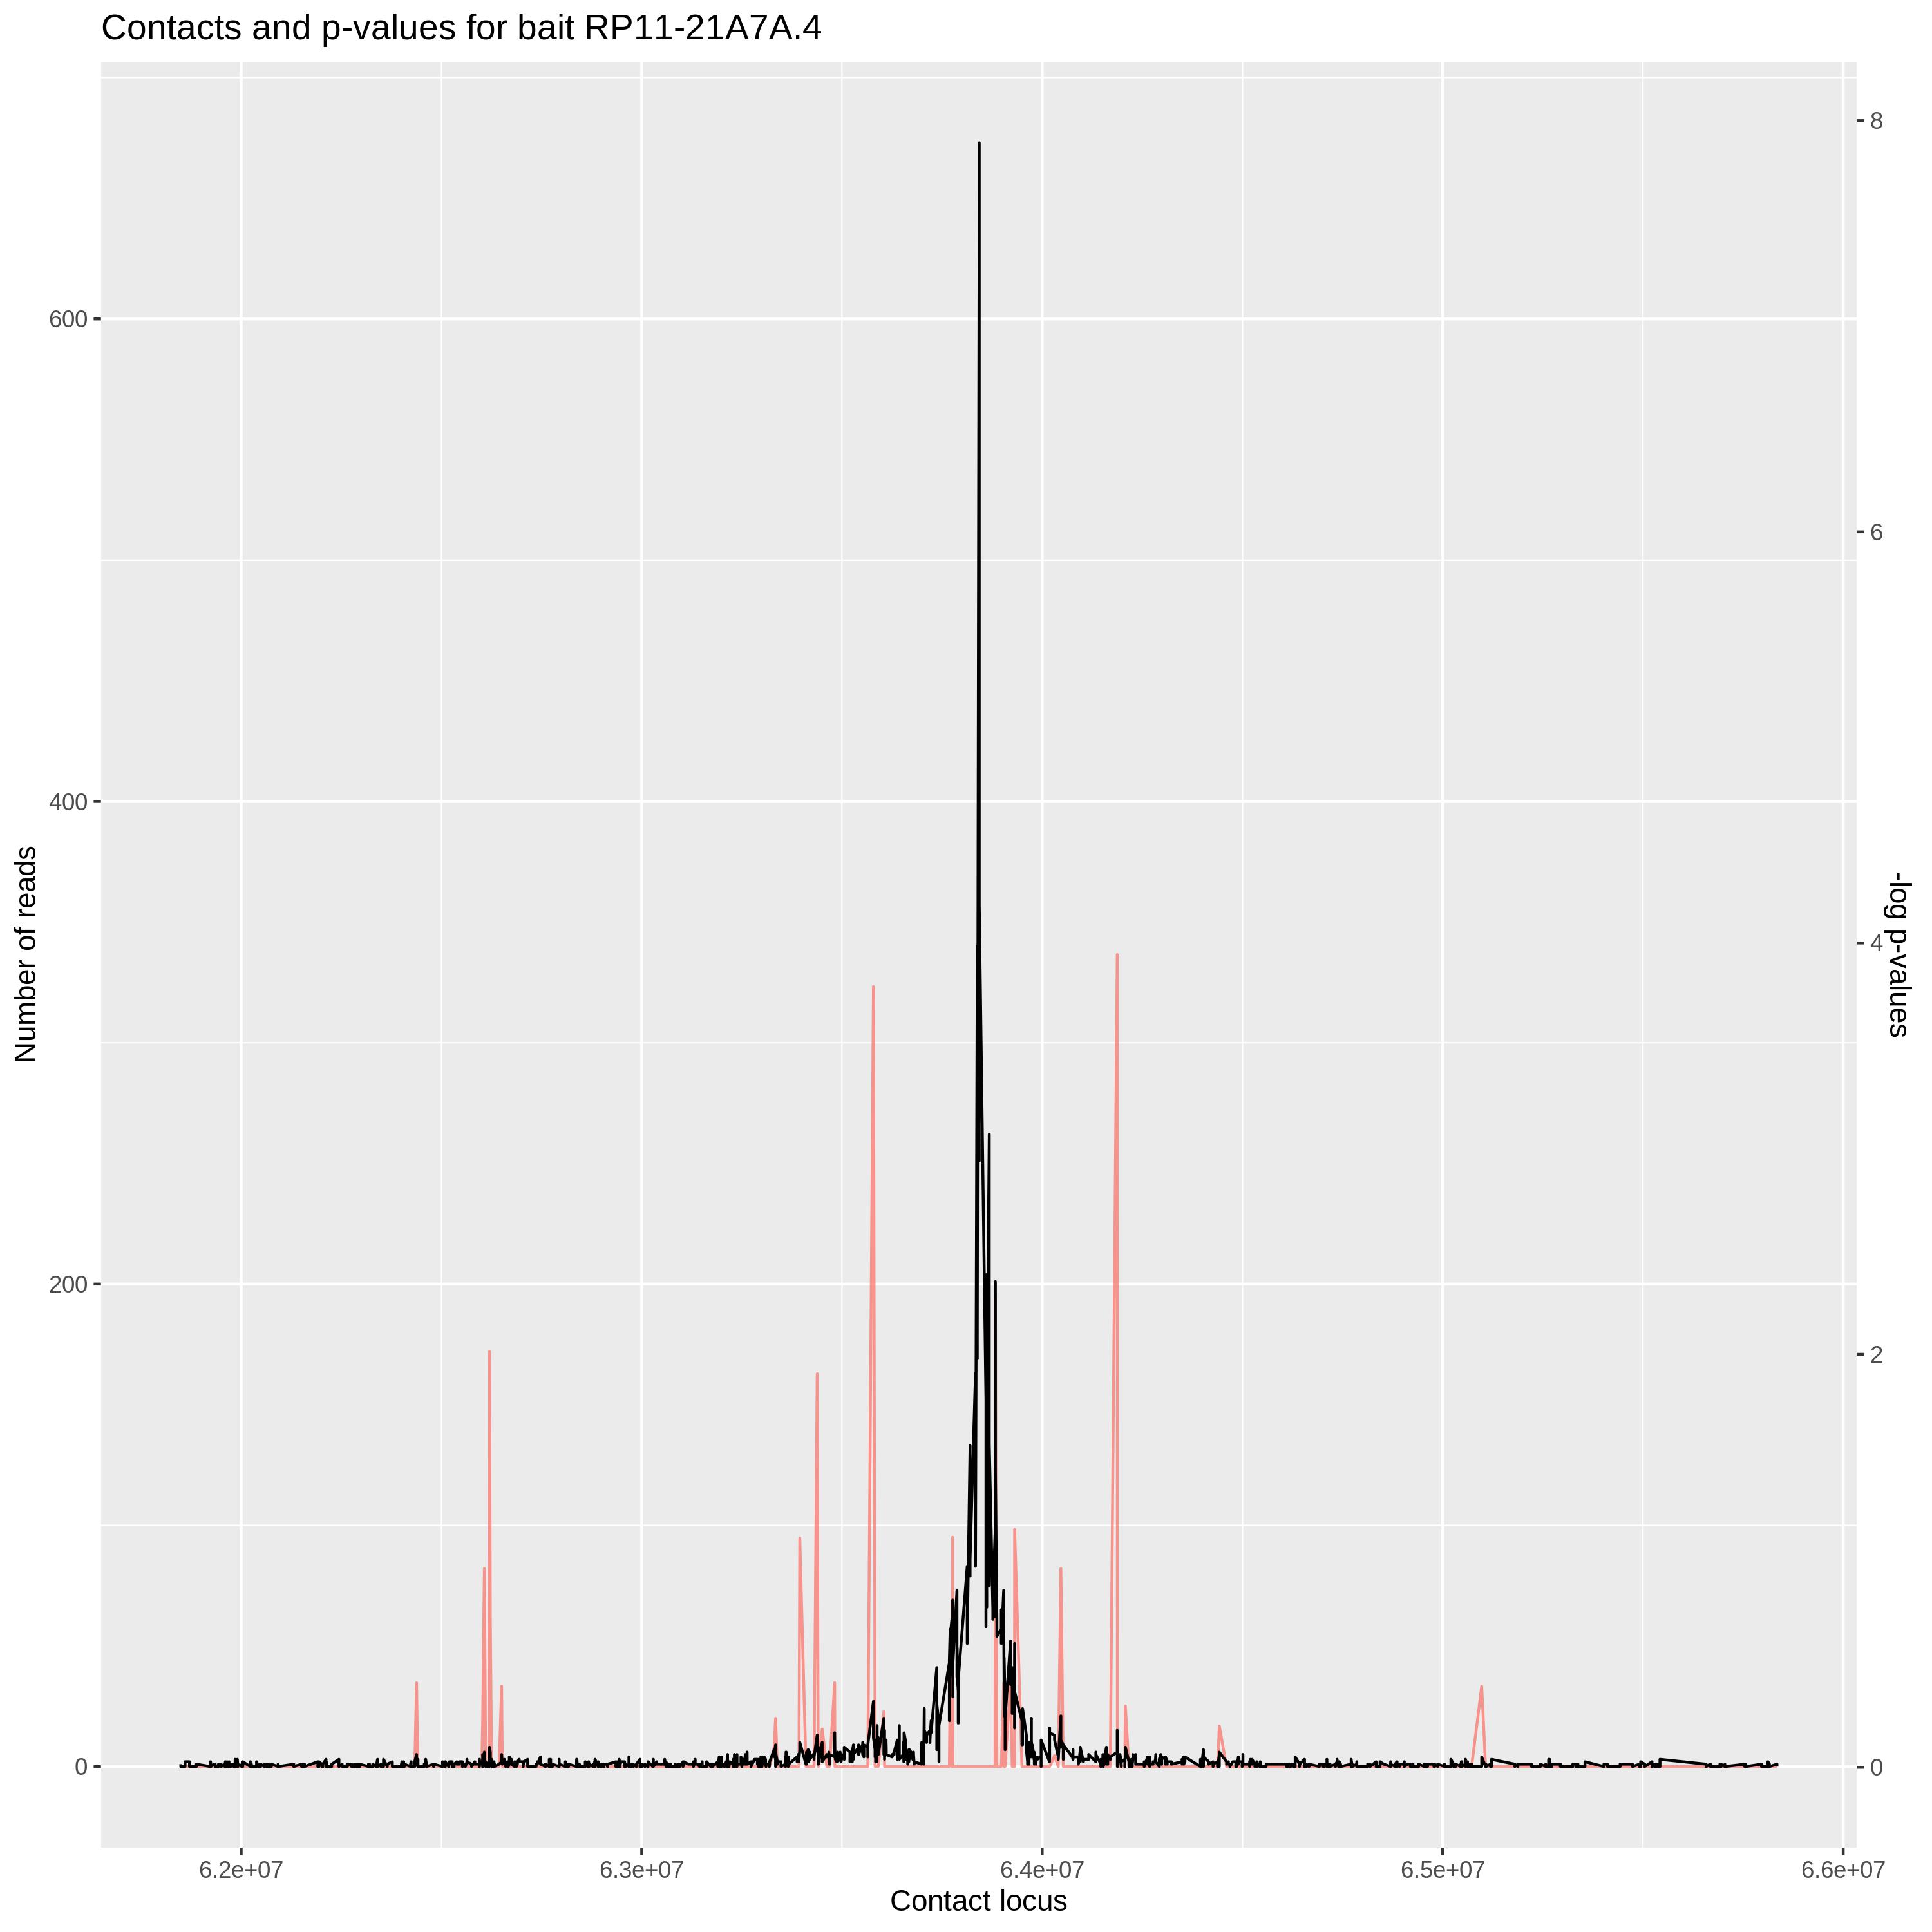 Contacts and p-values for bait RP11-21A7A.4
Number of reads
600
400
200
0
8
6
4
2
0
-log p-values
6.2e+07
6.3e+07
6.4e+07
6.5e+07
6.6e+07
Contact locus